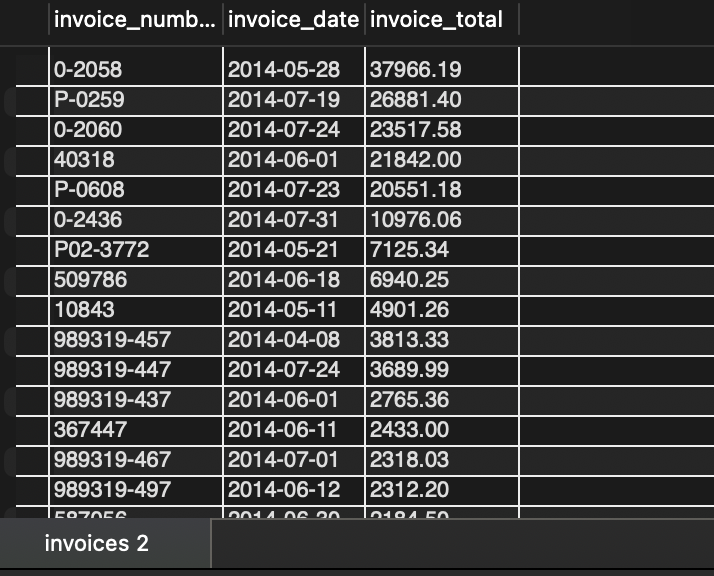 invoice_numb... invoice_date invoice_total
0-2058 2014-05-28 37966.19
P-0259 2014-07-19 26881.40
0-2060 2014-07-24 23517.58
40318 2014-06-01 21842.00
P-0608 2014-07-23 20551.18
0-2436 2014-07-31 10976.06
P02-3772 2014-05-21 7125.34
509786 2014-06-18 6940.25
10843 2014-05-11 4901.26
989319-457 2014-04-08 3813.33
989319-447 2014-07-24 3689.99
989319-437 2014-06-01 2765.36
367447 2014-06-11 2433.00
989319-467 2014-07-01 2318.03
989319-497 2014-06-12 2312.20
invoices 2